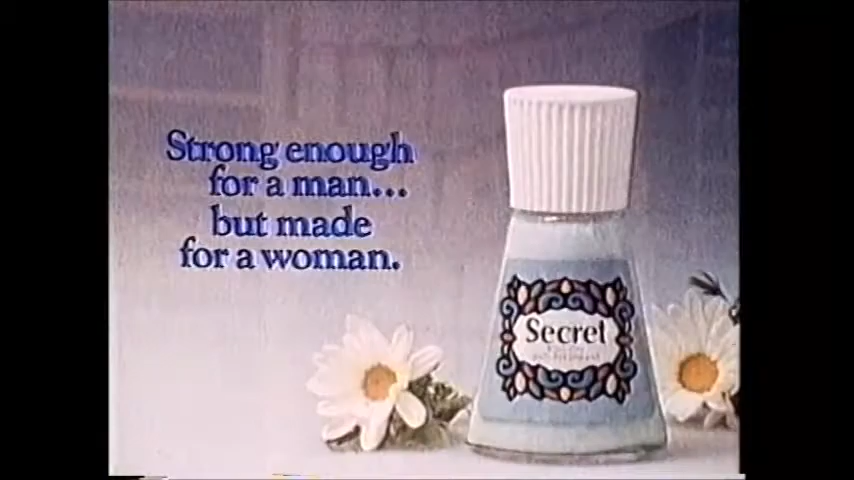 Strong enough
for a man...
but made
for a woman.
Secret